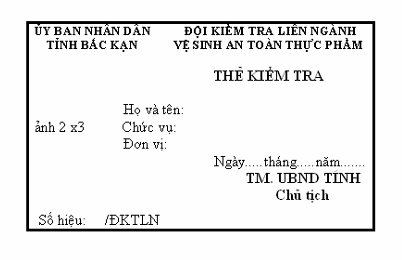 ỦY BAN NHÂN DÂN
TỈNH BẮC KẠN
ĐỘI KIỂM TRA LIÊN NGÀNH
VỆ SINH AN TOÀN THỰC PHẨM
THẺ KIỂM TRA
Họ và tên:
ảnh 2 x3 Chức vụ:
Đơn vị:
Ngày.....tháng.....năm.......
TM. UBND TỈNH
Chủ tịch
Số hiệu: /ĐKTLN